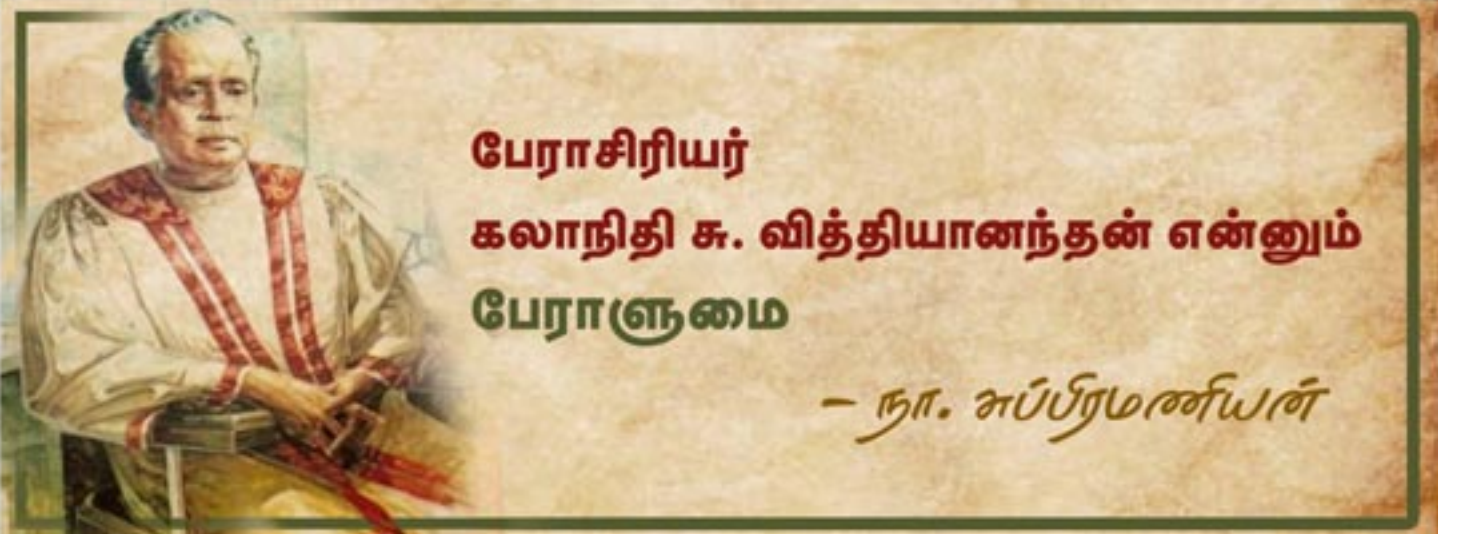 பேராசிரியர்
கலாநிதி சு. வித்தியானந்தன் என்னும்
பேராளுமை
– நா. சுப்பிரமணியன்